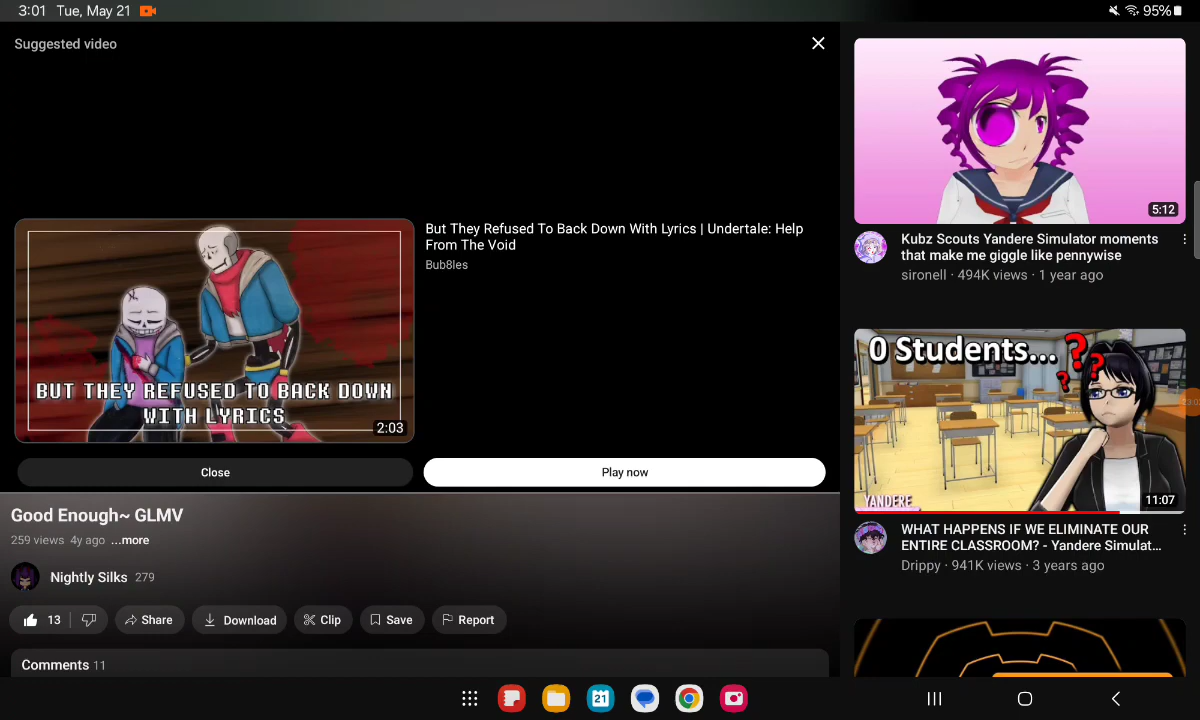 3:01 Tue, May 21
95%
Suggested video
BUT THEY REFUSED TO BACK DOWN
WITH LYRICS
2:03
But They Refused To Back Down With Lyrics | Undertale: Help
From The Void
Bub8les
Close
Play now
Good Enough~ GLMV
259 views 4y ago ...more
Nightly Silks 279
13
Share
Download
Clip
Save
Report
Comments 11
5:12
Kubz Scouts Yandere Simulator moments
that make me giggle like pennywise
sironell · 494K views · 1 year ago
0 Students... ???
YANDERE
11:07
WHAT HAPPENS IF WE ELIMINATE OUR
ENTIRE CLASSROOM? - Yandere Simulat...
Drippy · 941K views · 3 years ago
21